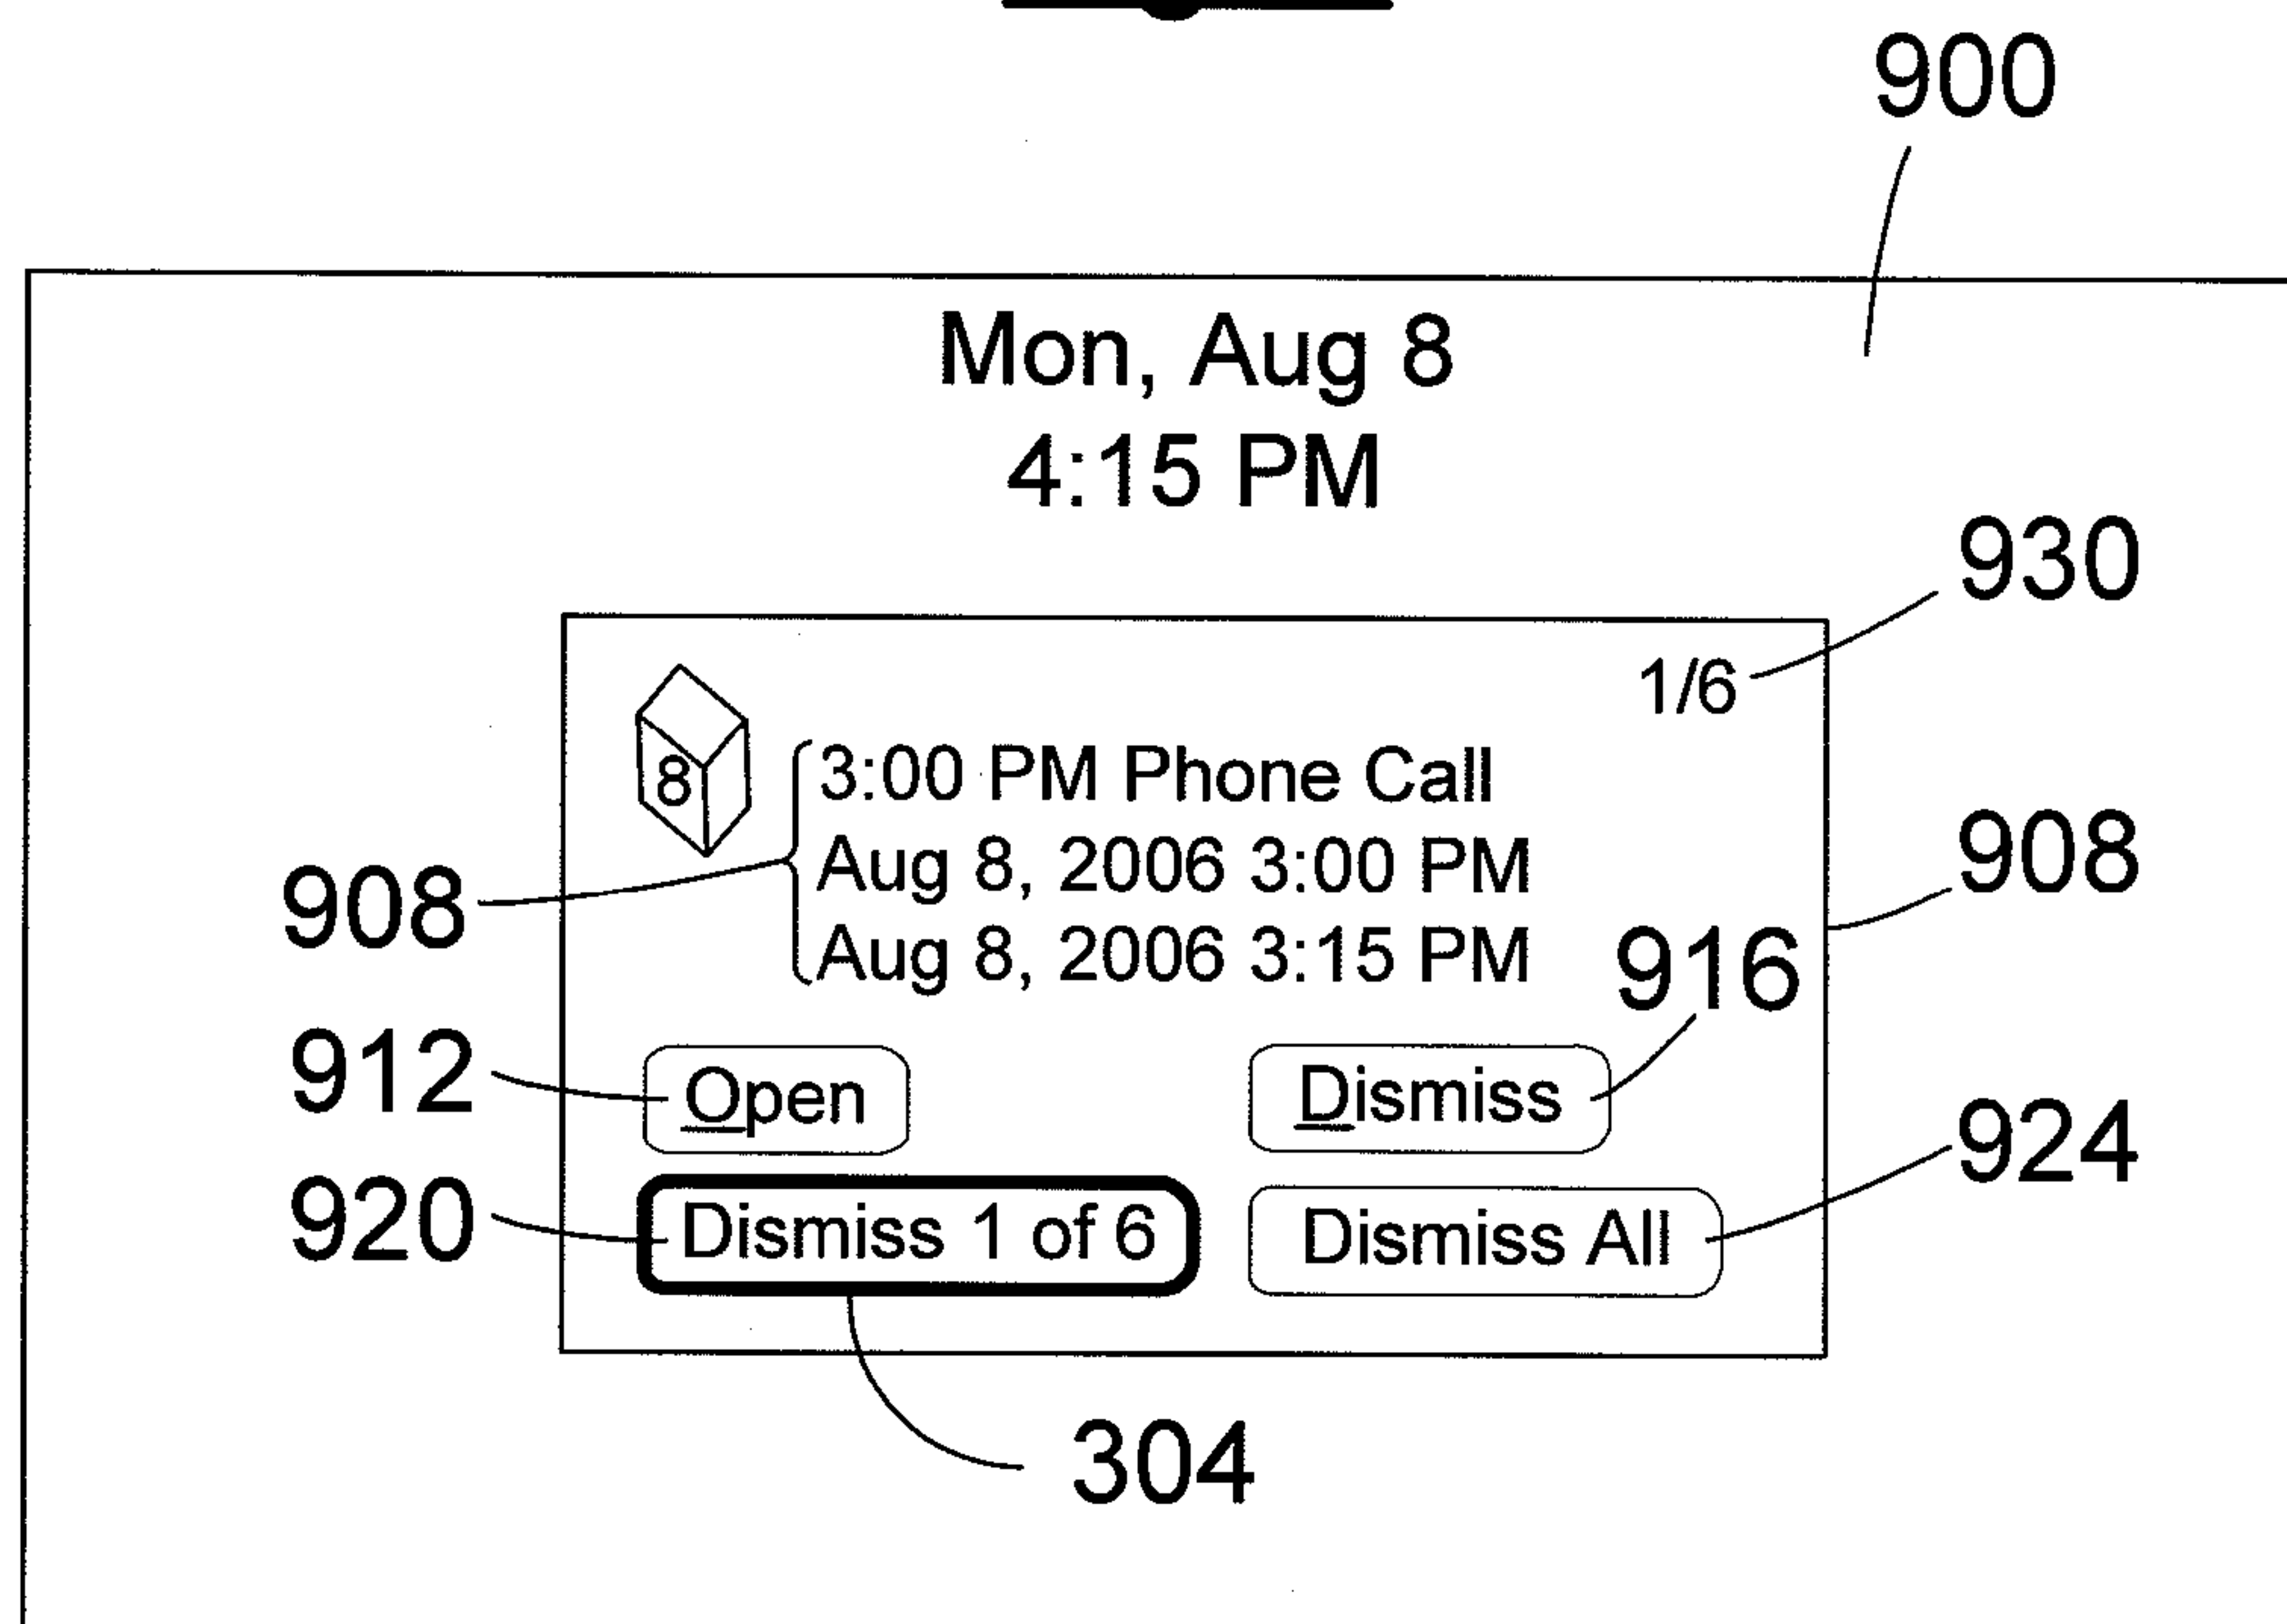 900
Mon, Aug 8
4:15 PM
930
1/6
8
3:00 PM Phone Call
Aug 8, 2006 3:00 PM
908
908
Aug 8, 2006 3:15 PM
916
912
Open
Dismiss
924
920
Dismiss 1 of 6
Dismiss All
304